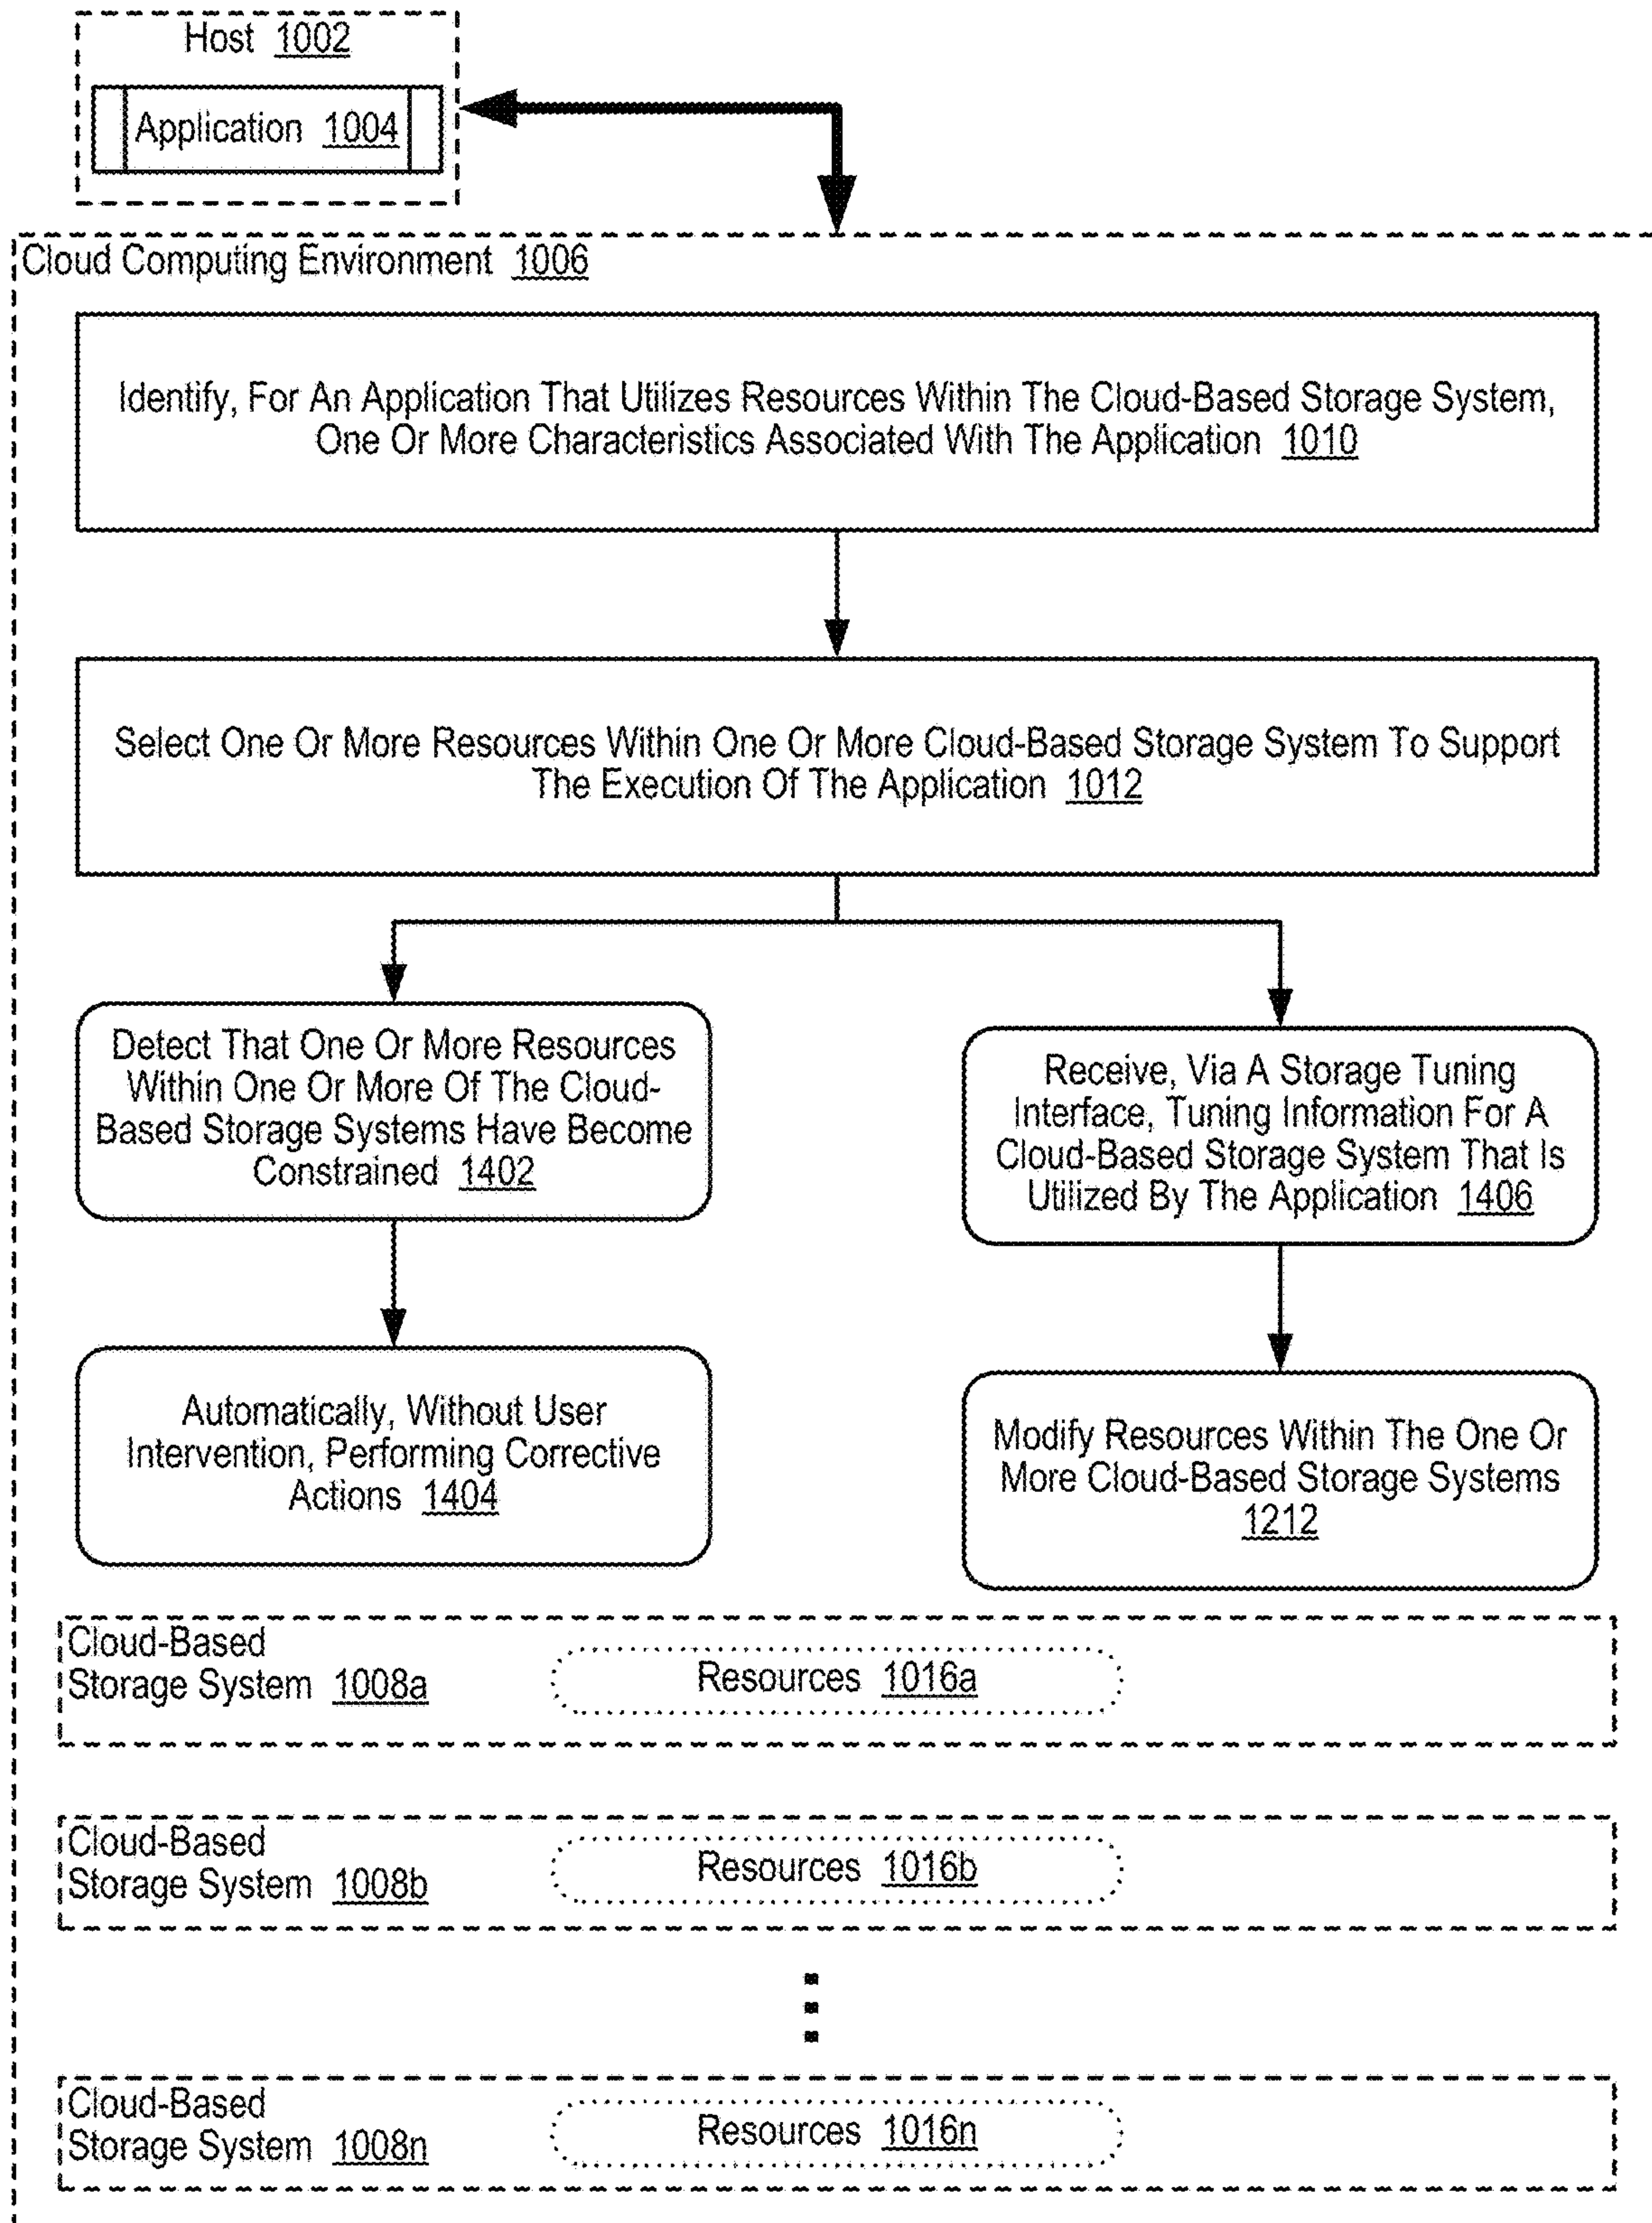 Host 1002
Application 1004
Cloud Computing Environment 1006
Identify, For An Application That Utilizes Resources Within The Cloud-Based Storage System,
One Or More Characteristics Associated With The Application 1010
Select One Or More Resources Within One Or More Cloud-Based Storage System To Support
The Execution Of The Application 1012
Detect That One Or More Resources
Within One Or More Of The Cloud-
Based Storage Systems Have Become
Constrained 1402
Receive, Via A Storage Tuning
Interface, Tuning Information For A
Cloud-Based Storage System That Is
Utilized By The Application 1406
Automatically, Without User
Intervention, Performing Corrective
Actions 1404
Modify Resources Within The One Or
More Cloud-Based Storage Systems
1212
Cloud-Based
Storage System 1008a
Resources 1016a
Cloud-Based
Storage System 1008b
Resources 1016b
Cloud-Based
Storage System 1008n
Resources 1016n